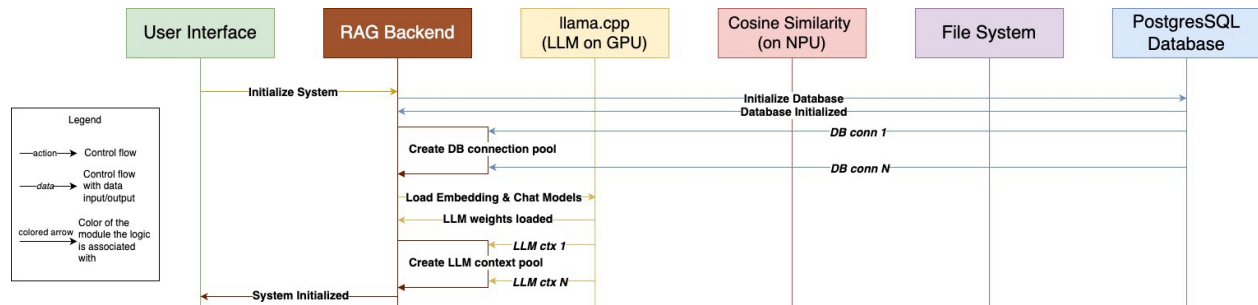 User Interface
RAG Backend
llama.cpp
(LLM on GPU)
Cosine Similarity
(on NPU)
File System
PostgresSQL
Database
Initialize System
Initialize Database
Database Initialized
DB conn 1
Create DB connection pool
DB conn N
Load Embedding & Chat Models
LLM weights loaded
LLM ctx 1
Create LLM context pool
LLM ctx N
System Initialized
Legend
action
Control flow
data
Control flow
with data
input/output
colored arrow
Color of the
module the logic
is associated
with